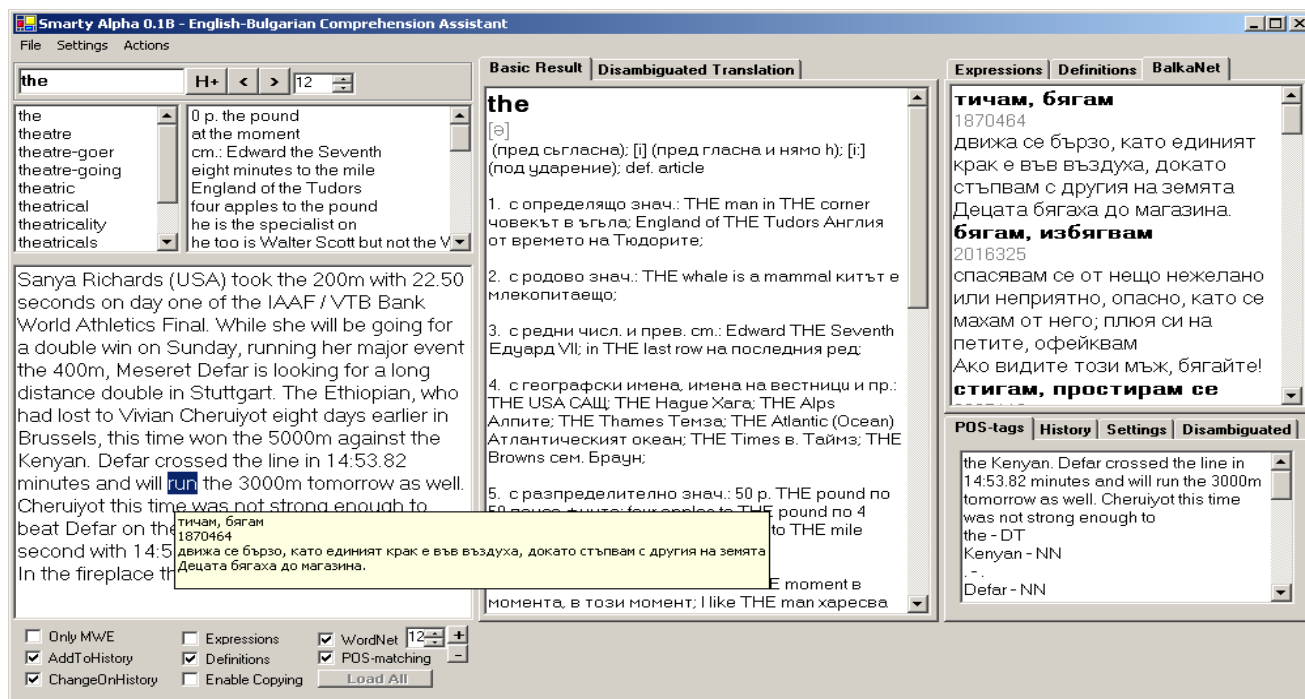 Smarty Alpha 0.1B - English-Bulgarian Comprehension Assistant
File Settings Actions
the
H+ < > 12
the
theatre
theatre-goer
theatre-going
theatric
theatrical
theatricality
theatricals
0 p. the pound
at the moment
cm.: Edward the Seventh
eight minutes to the mile
England of the Tudors
four apples to the pound
he is the specialist on
he too is Walter Scott but not the V
Sanya Richards (USA) took the 200m with 22.50
seconds on day one of the IAAF / VTB Bank
World Athletics Final. While she will be going for
a double win on Sunday, running her major event
the 400m, Meseret Defar is looking for a long
distance double in Stuttgart. The Ethiopian, who
had lost to Vivian Cheruiyot eight days earlier in
Brussels, this time won the 5000m against the
Kenyan. Defar crossed the line in 14:53.82
minutes and will run the 3000m tomorrow as well.
Cheruiyot this time was not strong enough to
beat Defar on the
second with 14:5
In the fireplace th
тичам, бягам
1870464
движа се бързо, като единият крак е във въздуха, докато стъпвам с другия на земята
Децата бягаха до магазина.
Only MWE
AddToHistory
ChangeOnHistory
Expressions
Definitions
Enable Copying
WordNet 12 + -
POS-matching
Load All
Basic Result Disambiguated Translation
the
[ə]
(пред съгласна); [i] (пред гласна и нямо h); [i:]
(под ударение); def. article
1. с определящо знач.: THE man in THE corner
човекът в ъгъла; England of THE Tudors Англия
от времето на Тюдорите;
2. с родово знач.: THE whale is a mammal китът е
млекопитаещо;
3. с редни числ. и прев. ст.: Edward THE Seventh
Едуард VII; in THE last row на последния ред;
4. с географски имена, имена на вестници и пр.:
THE USA САЩ; THE Hague Хага; THE Alps
Алпите; THE Thames Темза; THE Atlantic (Ocean)
Атлантическият океан; THE Times в. Таймз; THE
Browns сем. Браун;
5. с разпределително знач.: 50 p. THE pound по
THE pound по 4
to THE mile
E moment в
момента, в този момент; I like THE man харесва
Expressions Definitions BalkaNet
тичам, бягам
1870464
движа се бързо, като единият
крак е във въздуха, докато
стъпвам с другия на земята
Децата бягаха до магазина.
бягам, избягвам
2016325
спасявам се от нещо нежелано
или неприятно, опасно, като се
махам от него; плюя си на
петите, офейквам
Ако видите този мъж, бягайте!
стигам, простирам се
POS-tags History Settings Disambiguated
the Kenyan. Defar crossed the line in
14:53.82 minutes and will run the 3000m
tomorrow as well. Cheruiyot this time
was not strong enough to
the - DT
Kenyan - NN
. - .
Defar - NN